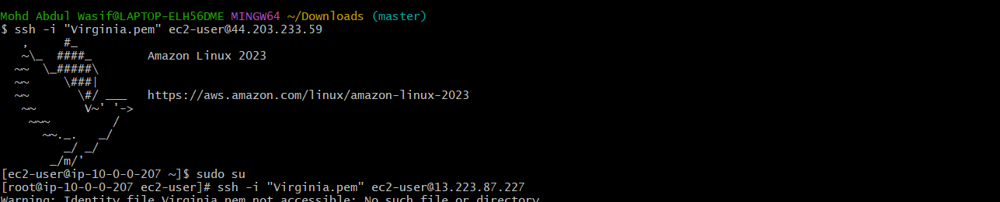 Mohd Abdul Wasif@LAPTOP-ELH56DME MINGW64 ~/Downloads (master)
$ ssh -i "Virginia.pem" ec2-user@44.203.233.59
   ,     #_
   ~\_  ####_        Amazon Linux 2023
  ~~  \_#####\
  ~~     \###|
  ~~       \#/ ___   https://aws.amazon.com/linux/amazon-linux-2023
   ~~       V~' '->
    ~~~         /
      ~~._.   _/
         _/ _/
       _/m/'
[ec2-user@ip-10-0-0-207 ~]$ sudo su
[root@ip-10-0-0-207 ec2-user]# ssh -i "Virginia.pem" ec2-user@13.223.87.227
Warning: Identity file Virginia.pem not accessible: No such file or directory